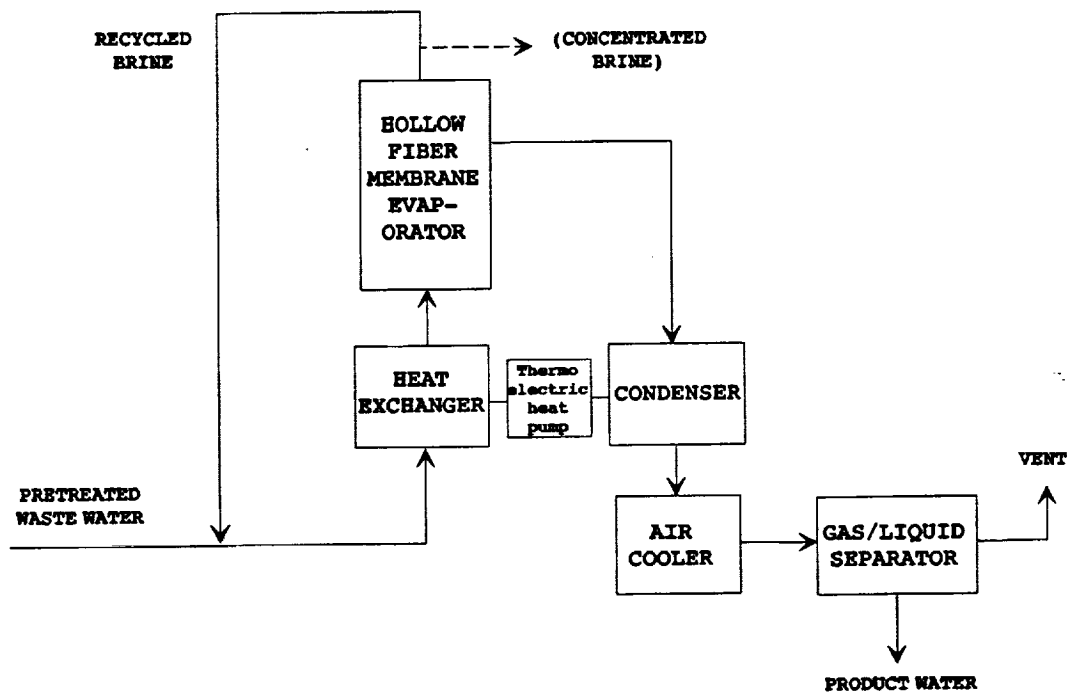 RECYCLED
BRINE
(CONCENTRATED
BRINE)
HOLLOW
FIBER
MEMBRANE
EVAP-
ORATOR
HEAT
EXCHANGER
Thermo
electric
heat
pump
CONDENSER
PRETREATED
WASTE WATER
AIR
COOLER
GAS/LIQUID
SEPARATOR
VENT
PRODUCT WATER